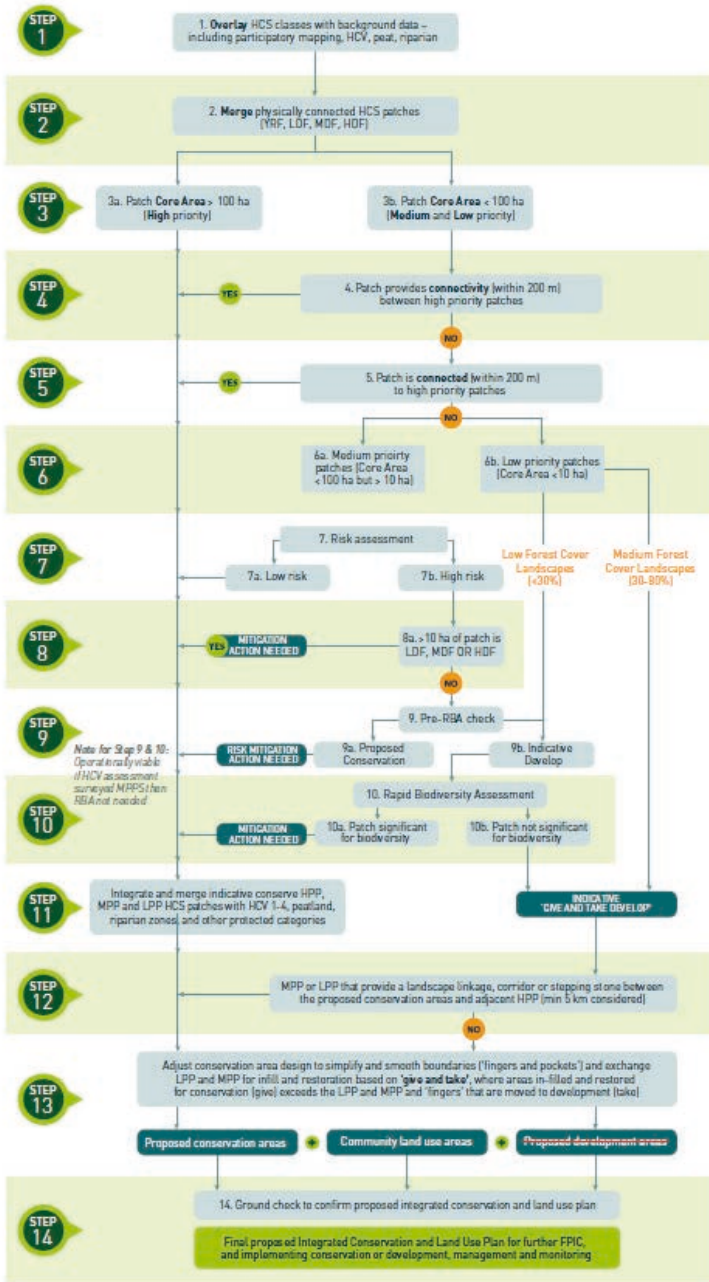 STEP
1
1. Overlay HCS classes with background data –
including participatory mapping, HCV, peat, riparian
STEP
2
2. Merge physically connected HCS patches
(YRF, LDF, MDF, HDF)
STEP
3
3a. Patch Core Area > 100 ha
(High priority)
3b. Patch Core Area < 100 ha
(Medium and Low priority)
STEP
4
YES
4. Patch provides connectivity (within 200 m)
between high priority patches
NO
STEP
5
YES
5. Patch is connected (within 200 m)
to high priority patches
NO
STEP
6
6a. Medium prioirty
patches (Core Area
<100 ha but > 10 ha)
6b. Low priority patches
(Core Area <10 ha)
STEP
7
7. Risk assessment
7a. Low risk
7b. High risk
Low Forest Cover
Landscapes
(<30%)
Medium Forest
Cover Landscapes
(30-80%)
STEP
8
YES
MITIGATION
ACTION NEEDED
8a. >10 ha of patch is
LDF, MDF OR HDF
NO
STEP
9
9. Pre-RBA check
Note for Step 9 & 10:
Operationally viable
if HCV assessment
surveyed MPPS then
RBA not needed
RISK MITIGATION
ACTION NEEDED
9a. Proposed
Conservation
9b. Indicative
Develop
STEP
10
10. Rapid Biodiversity Assessment
MITIGATION
ACTION NEEDED
10a. Patch significant
for biodiversity
10b. Patch not significant
for biodiversity
STEP
11
Integrate and merge indicative conserve HPP,
MPP and LPP HCS patches with HCV 1-4, peatland,
riparian zones, and other protected categories
INDICATIVE
'GIVE AND TAKE DEVELOP'
STEP
12
MPP or LPP that provide a landscape linkage, corridor or stepping stone between
the proposed conservation areas and adjacent HPP (min 5 km considered)
NO
STEP
13
Adjust conservation area design to simplify and smooth boundaries ('fingers and pockets') and exchange
LPP and MPP for infill and restoration based on 'give and take', where areas in-filled and restored
for conservation (give) exceeds the LPP and MPP and 'fingers' that are moved to development (take)
Proposed conservation areas + Community land use areas + Proposed development areas
STEP
14
14. Ground check to confirm proposed integrated conservation and land use plan
Final proposed Integrated Conservation and Land Use Plan for further FPIC,
and implementing conservation or development, management and monitoring